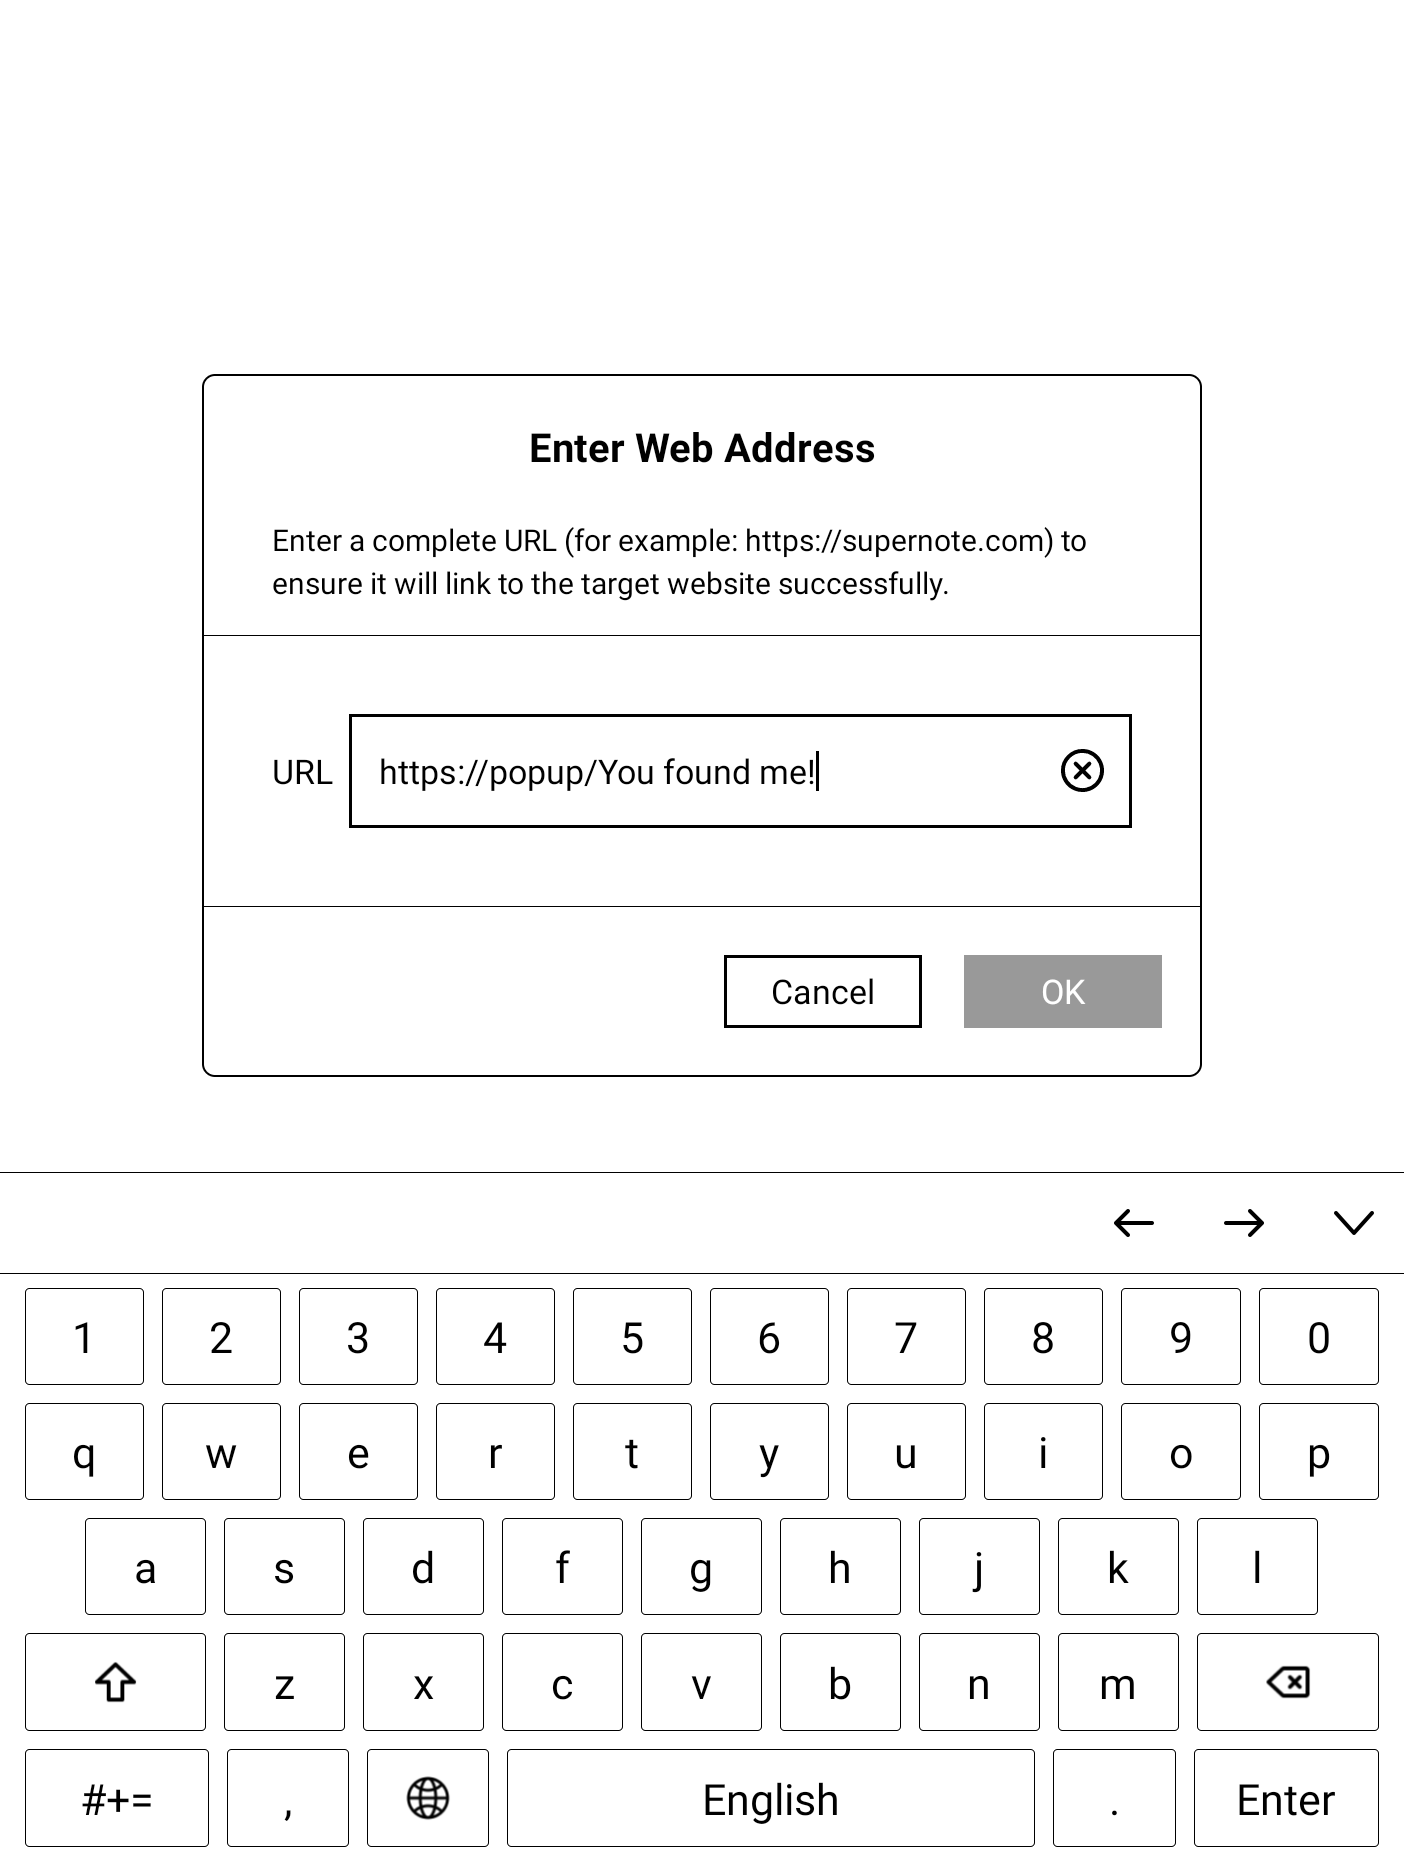 Enter Web Address
Enter a complete URL (for example: https://supernote.com) to
ensure it will link to the target website successfully.
URL https://popup/You found me!
Cancel OK
1 2 3 4 5 6 7 8 9 0
q w e r t y u i o p
a s d f g h j k l
z x c v b n m
#+= , English . Enter